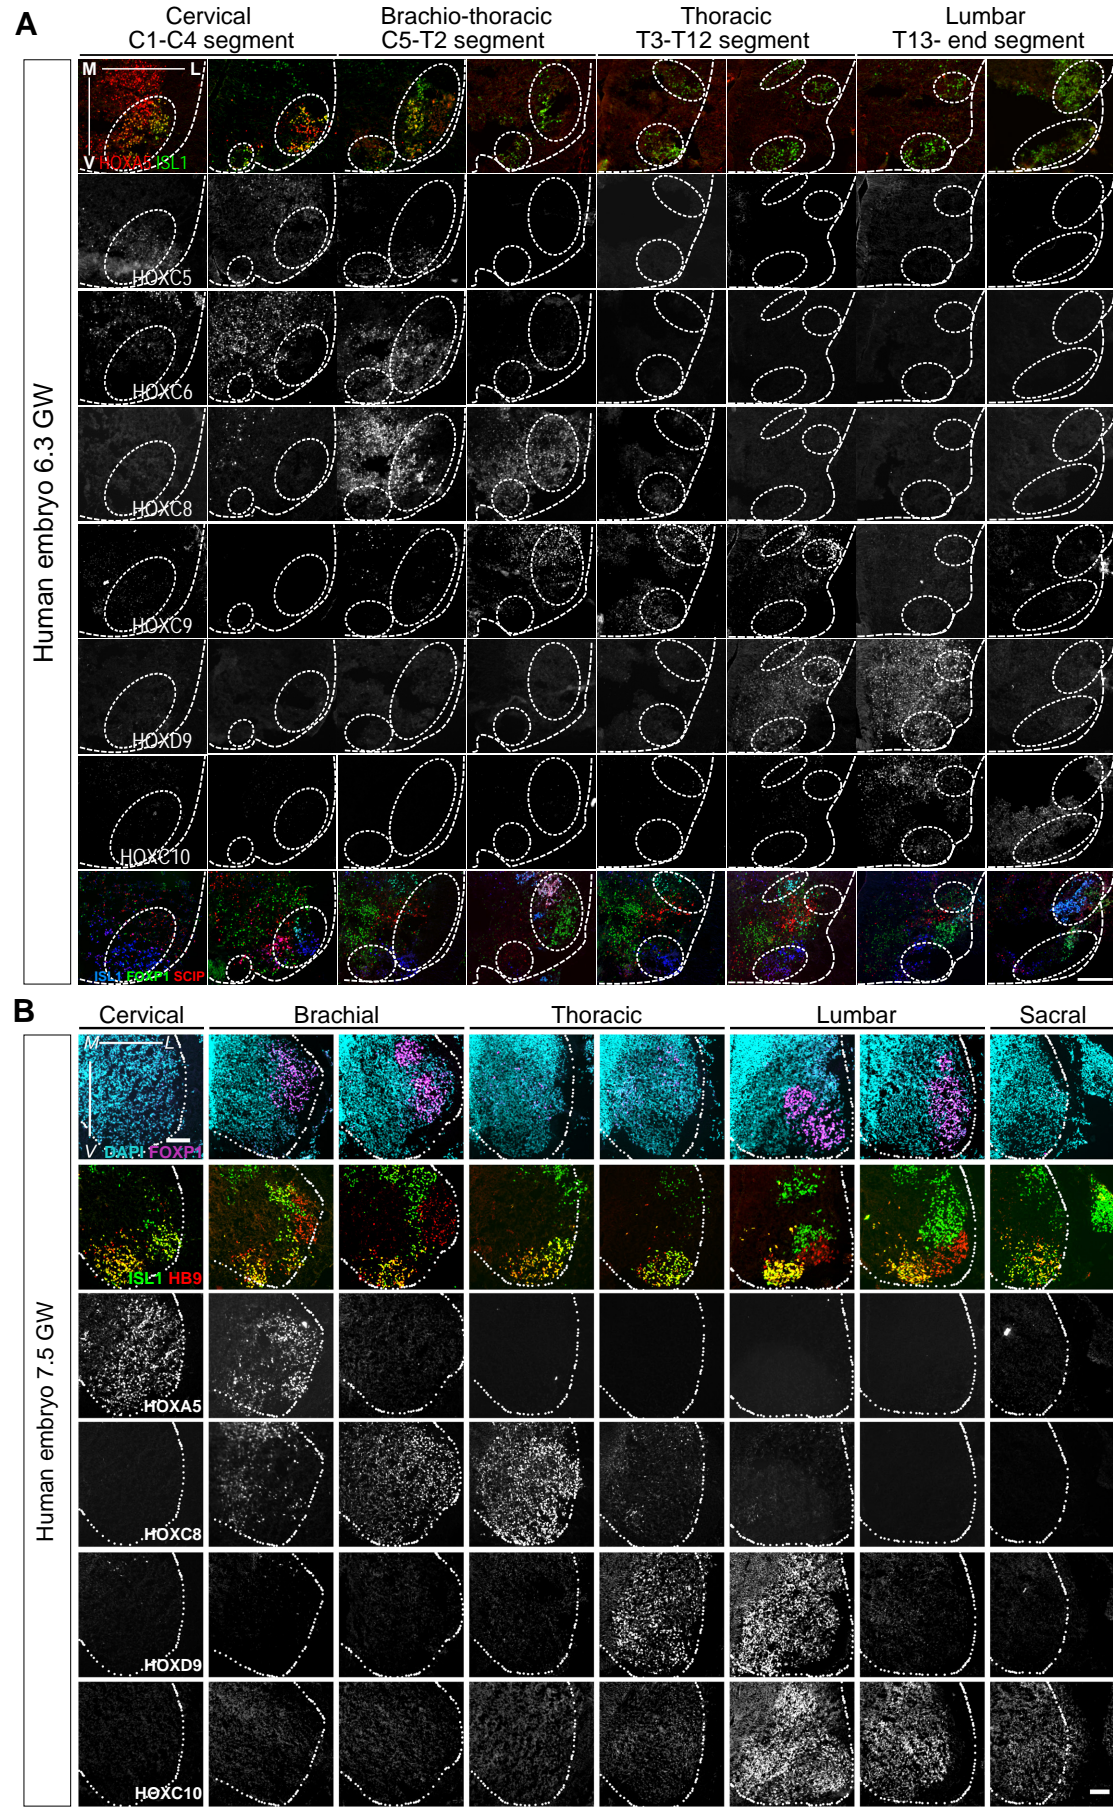 A
Cervical
C1-C4 segment
Brachio-thoracic
C5-T2 segment
Thoracic
T3-T12 segment
Lumbar
T13- end segment
Human embryo 6.3 GW
M L
V HOXA5 ISL1
HOXC5
HOXC6
HOXC8
HOXC9
HOXD9
HOXC10
ISL1 FOXP1 SCIP
B
Cervical
Brachial
Thoracic
Lumbar
Sacral
Human embryo 7.5 GW
M L
V DAPI FOXP1
ISL1 HB9
HOXA5
HOXC8
HOXD9
HOXC10